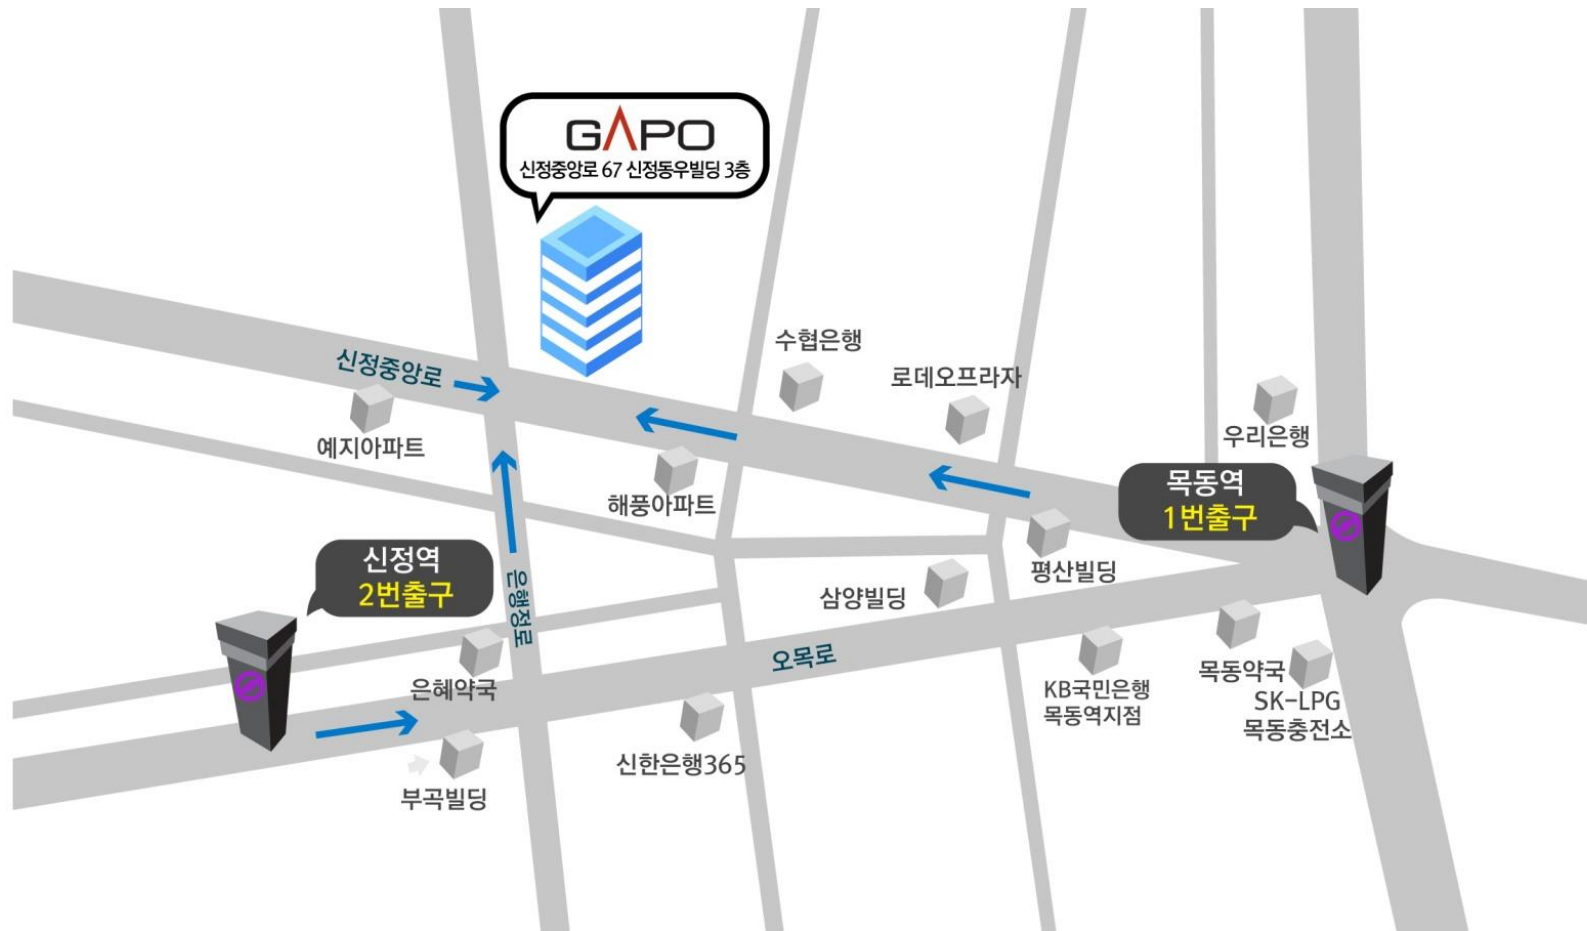 GAPO
신정중앙로 67 신정동우빌딩 3층
수협은행
로데오프라자
신정중앙로
예지아파트
우리은행
해풍아파트
목동역
1번출구
신정역
2번출구
평산빌딩
삼양빌딩
은행정로
오목로
은혜약국
목동약국
KB국민은행
목동역지점
SK-LPG
목동충전소
신한은행365
부곡빌딩